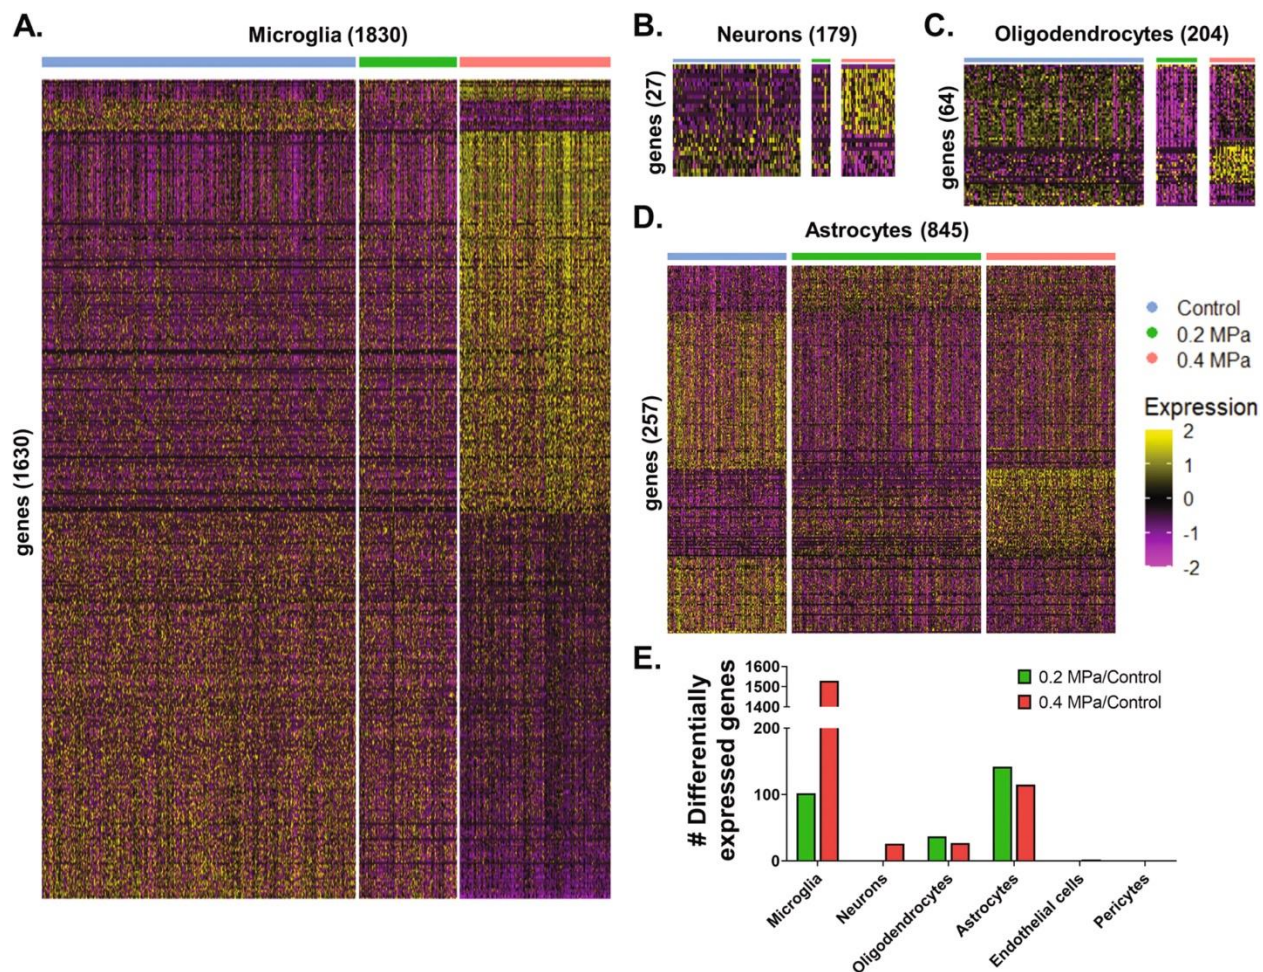 A.
Microglia (1830)
genes (1630)
B.
Neurons (179)
genes (27)
C.
Oligodendrocytes (204)
genes (64)
D.
Astrocytes (845)
genes (257)
Control
0.2 MPa
0.4 MPa
Expression
2
1
0
-1
-2
E.
# Differentially
expressed genes
1600
1500
1400
200
100
0
0.2 MPa/Control
0.4 MPa/Control
Microglia
Neurons
Oligodendrocytes
Astrocytes
Endothelial cells
Pericytes